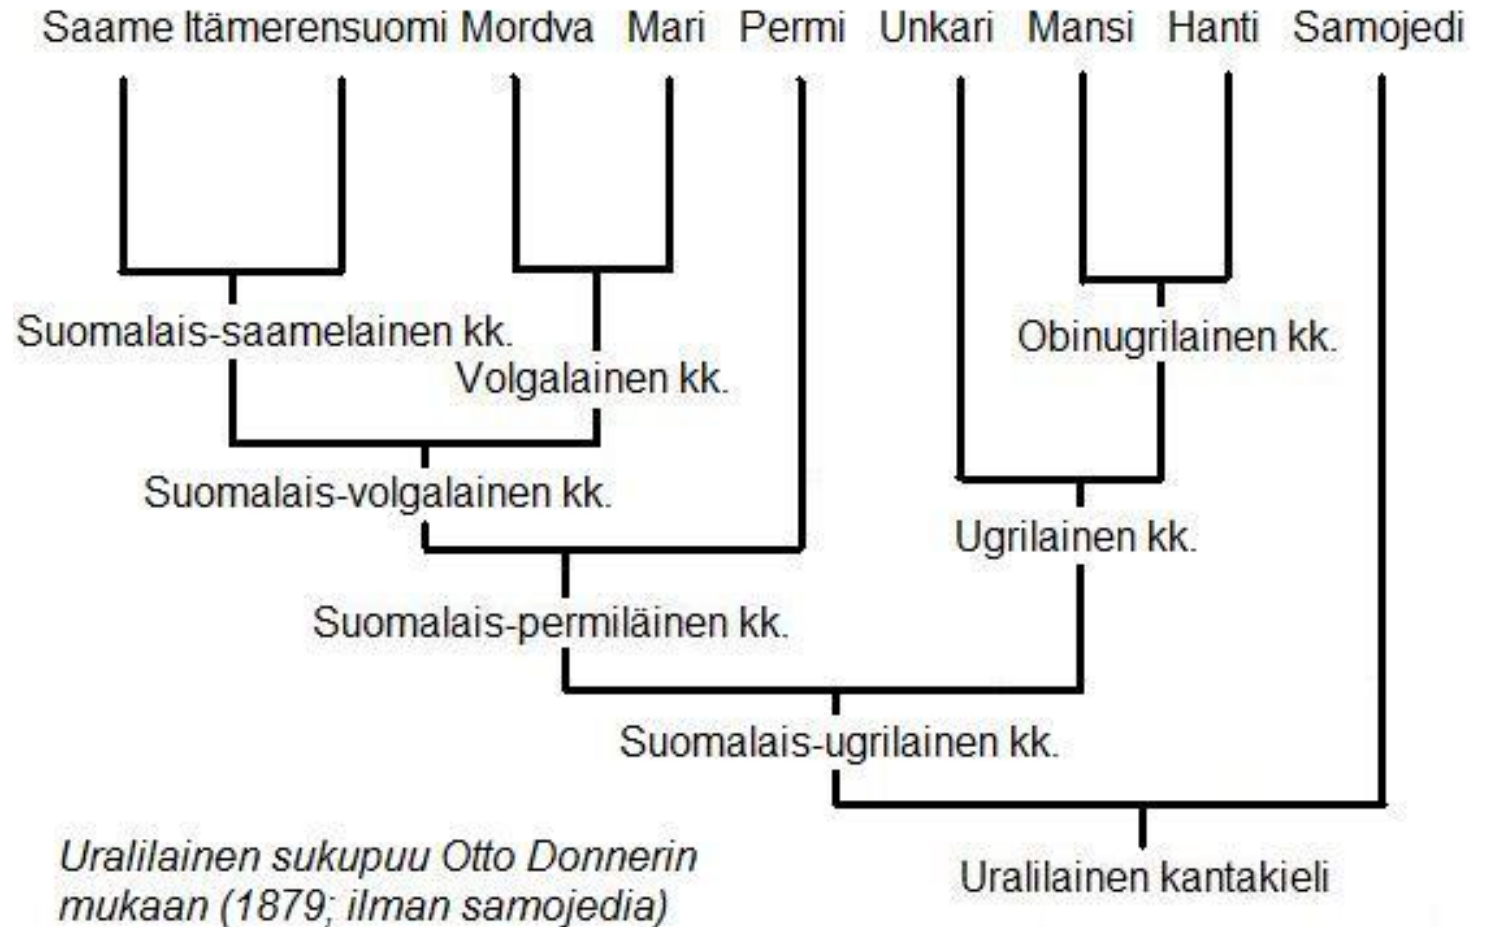 Saame Itämerensuomi Mordva Mari Permi Unkari Mansi Hanti Samojedi
Suomalais-saamelainen kk.
Obinugrilainen kk.
Volgalainen kk.
Suomalais-volgalainen kk.
Ugrilainen kk.
Suomalais-permiläinen kk.
Suomalais-ugrilainen kk.
Uralilainen kantakieli
Uralilainen sukupuu Otto Donnerin
mukaan (1879; ilman samojedia)